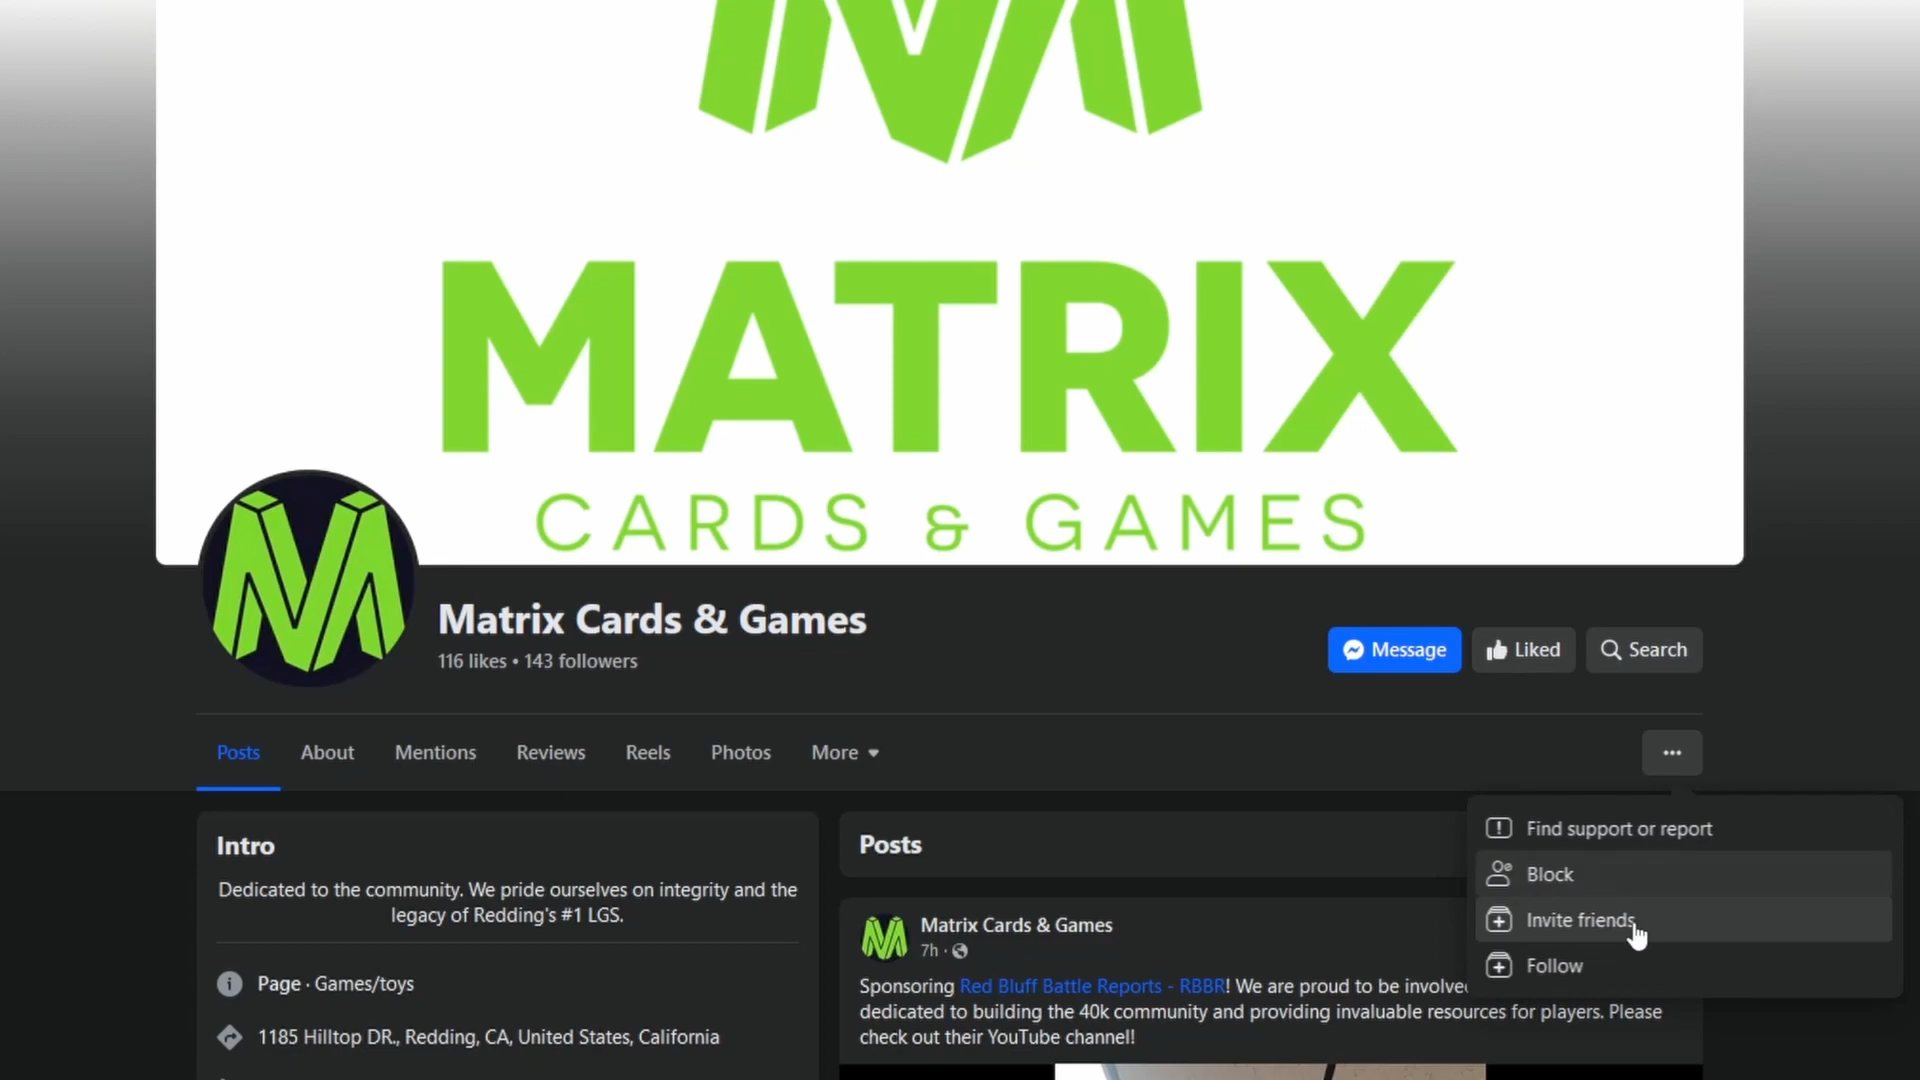 MATRIX
CARDS & GAMES
Matrix Cards & Games
116 likes • 143 followers
Message
Liked
Search
Posts
About
Mentions
Reviews
Reels
Photos
More
Find support or report
Block
Invite friends
Follow
Intro
Dedicated to the community. We pride ourselves on integrity and the
legacy of Redding's #1 LGS.
Page · Games/toys
1185 Hilltop DR., Redding, CA, United States, California
Posts
Matrix Cards & Games
7h ·
Sponsoring Red Bluff Battle Reports - RBBR! We are proud to be
dedicated to building the 40k community and providing invaluable resources for players. Please
check out their YouTube channel!